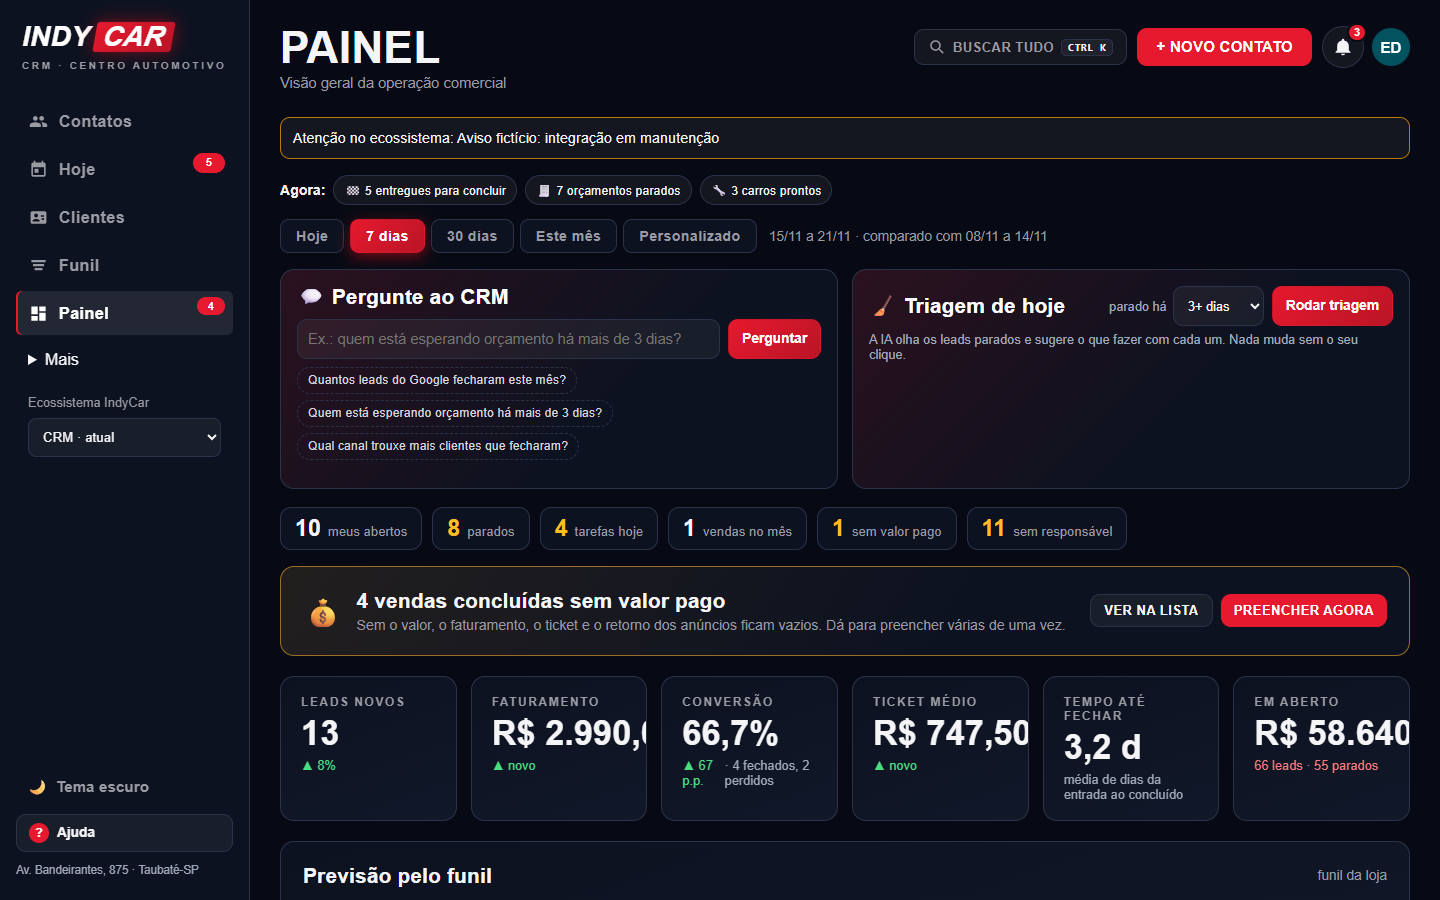 INDY CAR
CRM · CENTRO AUTOMOTIVO
Contatos
Hoje 5
Clientes
Funil
Painel 4
Mais
Ecossistema IndyCar
CRM · atual
Tema escuro
? Ajuda
Av. Bandeirantes, 875 · Taubaté-SP
PAINEL
Visão geral da operação comercial
BUSCAR TUDO CTRL K
+ NOVO CONTATO
3
ED
Atenção no ecossistema: Aviso fictício: integração em manutenção
Agora: 5 entregues para concluir 7 orçamentos parados 3 carros prontos
Hoje 7 dias 30 dias Este mês Personalizado 15/11 a 21/11 · comparado com 08/11 a 14/11
Pergunte ao CRM
Ex.: quem está esperando orçamento há mais de 3 dias? Perguntar
Quantos leads do Google fecharam este mês?
Quem está esperando orçamento há mais de 3 dias?
Qual canal trouxe mais clientes que fecharam?
Triagem de hoje parado há 3+ dias Rodar triagem
A IA olha os leads parados e sugere o que fazer com cada um. Nada muda sem o seu
clique.
10 meus abertos 8 parados 4 tarefas hoje 1 vendas no mês 1 sem valor pago 11 sem responsável
4 vendas concluídas sem valor pago
Sem o valor, o faturamento, o ticket e o retorno dos anúncios ficam vazios. Dá para preencher várias de uma vez.
VER NA LISTA PREENCHER AGORA
LEADS NOVOS
13
▲ 8%
FATURAMENTO
R$ 2.990,
▲ novo
CONVERSÃO
66,7%
▲ 67 p.p. · 4 fechados, 2
perdidos
TICKET MÉDIO
R$ 747,50
▲ novo
TEMPO ATÉ
FECHAR
3,2 d
média de dias da
entrada ao concluído
EM ABERTO
R$ 58.640
66 leads · 55 parados
Previsão pelo funil funil da loja